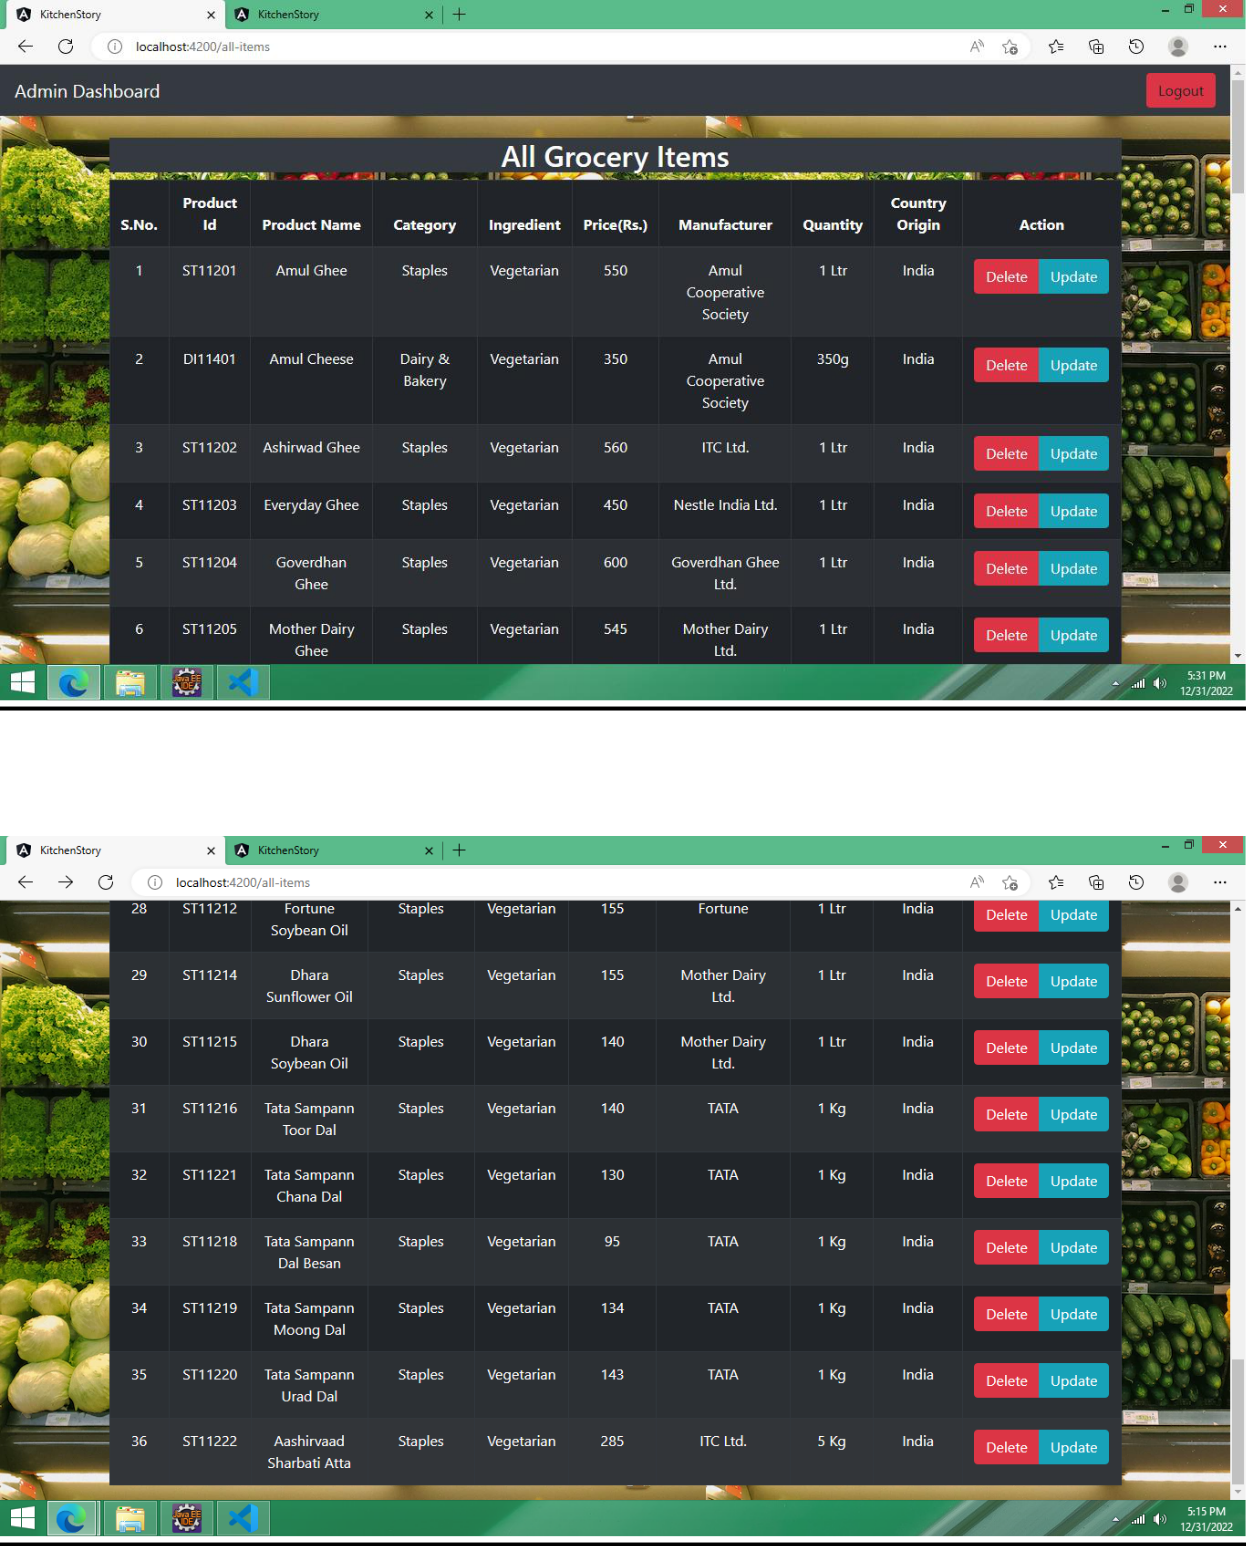 KitchenStory
KitchenStory
localhost:4200/all-items
Admin Dashboard Logout
All Grocery Items
S.No. Product Id Product Name Category Ingredient Price(Rs.) Manufacturer Quantity Country Origin Action
1 ST11201 Amul Ghee Staples Vegetarian 550 Amul Cooperative Society 1 Ltr India Delete Update
2 DI11401 Amul Cheese Dairy & Bakery Vegetarian 350 Amul Cooperative Society 350g India Delete Update
3 ST11202 Ashirwad Ghee Staples Vegetarian 560 ITC Ltd. 1 Ltr India Delete Update
4 ST11203 Everyday Ghee Staples Vegetarian 450 Nestle India Ltd. 1 Ltr India Delete Update
5 ST11204 Goverdhan Ghee Staples Vegetarian 600 Goverdhan Ghee Ltd. 1 Ltr India Delete Update
6 ST11205 Mother Dairy Ghee Staples Vegetarian 545 Mother Dairy Ltd. 1 Ltr India Delete Update
Java EE IDE
5:31 PM
12/31/2022
KitchenStory
KitchenStory
localhost:4200/all-items
28 ST11212 Fortune Soybean Oil Staples Vegetarian 155 Fortune 1 Ltr India Delete Update
29 ST11214 Dhara Sunflower Oil Staples Vegetarian 155 Mother Dairy Ltd. 1 Ltr India Delete Update
30 ST11215 Dhara Soybean Oil Staples Vegetarian 140 Mother Dairy Ltd. 1 Ltr India Delete Update
31 ST11216 Tata Sampann Toor Dal Staples Vegetarian 140 TATA 1 Kg India Delete Update
32 ST11221 Tata Sampann Chana Dal Staples Vegetarian 130 TATA 1 Kg India Delete Update
33 ST11218 Tata Sampann Dal Besan Staples Vegetarian 95 TATA 1 Kg India Delete Update
34 ST11219 Tata Sampann Moong Dal Staples Vegetarian 134 TATA 1 Kg India Delete Update
35 ST11220 Tata Sampann Urad Dal Staples Vegetarian 143 TATA 1 Kg India Delete Update
36 ST11222 Aashirvaad Sharbati Atta Staples Vegetarian 285 ITC Ltd. 5 Kg India Delete Update
Java EE IDE
5:15 PM
12/31/2022